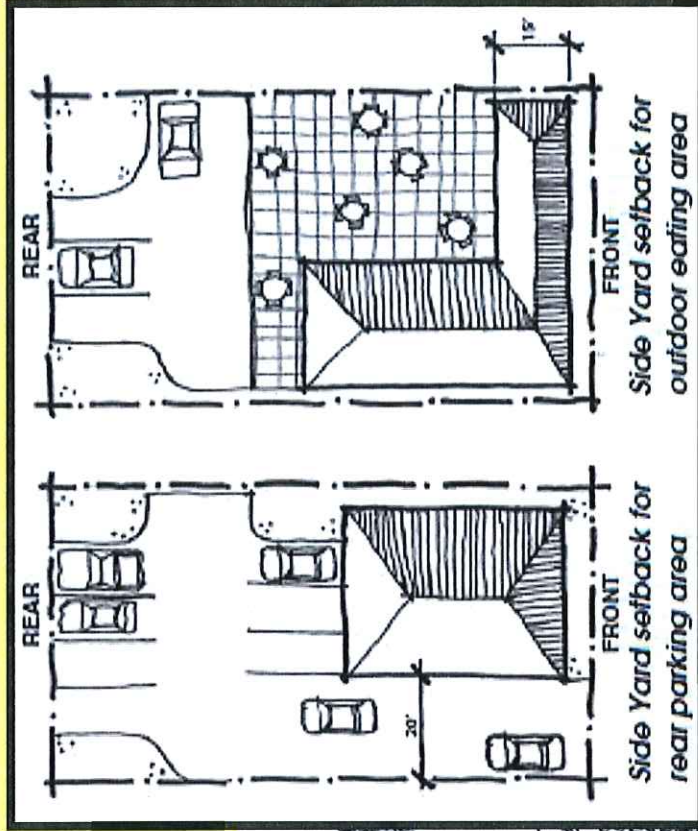 REAR
20'
FRONT
Side Yard setback for
rear parking area
REAR
15'
FRONT
Side Yard setback for
outdoor eating area